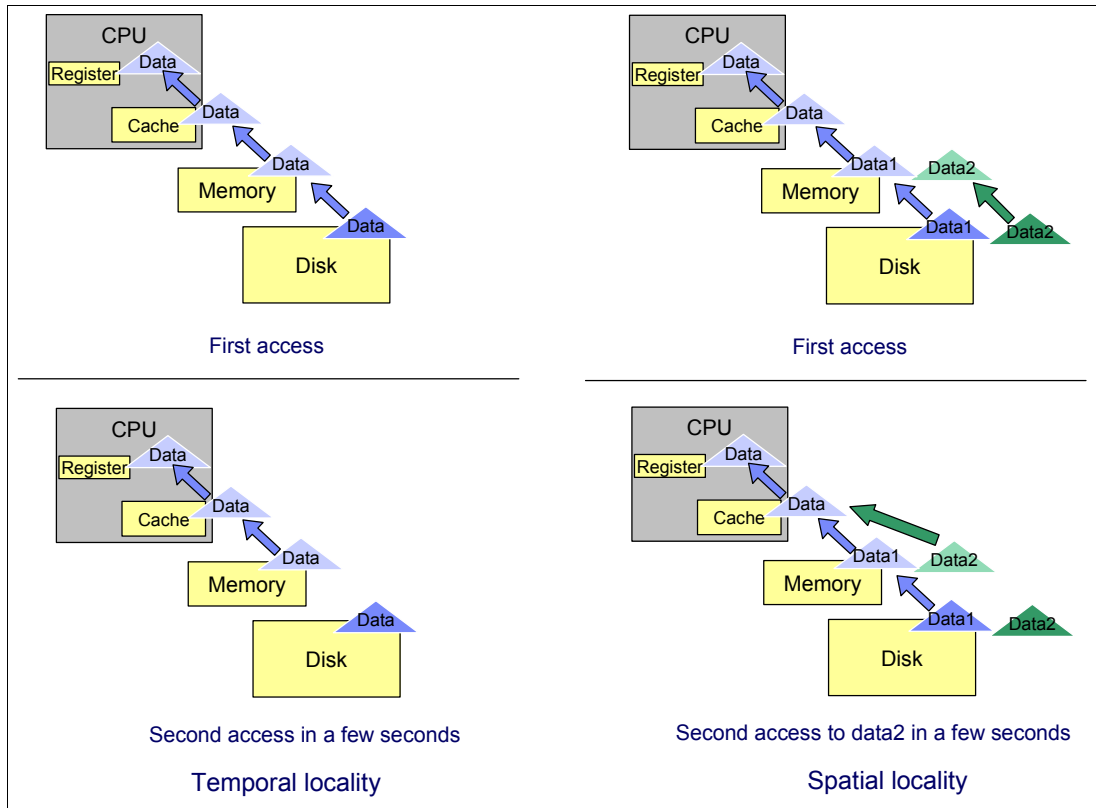 CPU
Data
Register
Data
Cache
Data
Memory
Data
Disk
First access
CPU
Data
Register
Data
Cache
Data1
Data2
Memory
Data1
Data2
Disk
First access
CPU
Data
Register
Data
Cache
Data
Memory
Data
Disk
Second access in a few seconds
Temporal locality
CPU
Data
Register
Data
Cache
Data1
Data2
Memory
Data1
Data2
Disk
Second access to data2 in a few seconds
Spatial locality